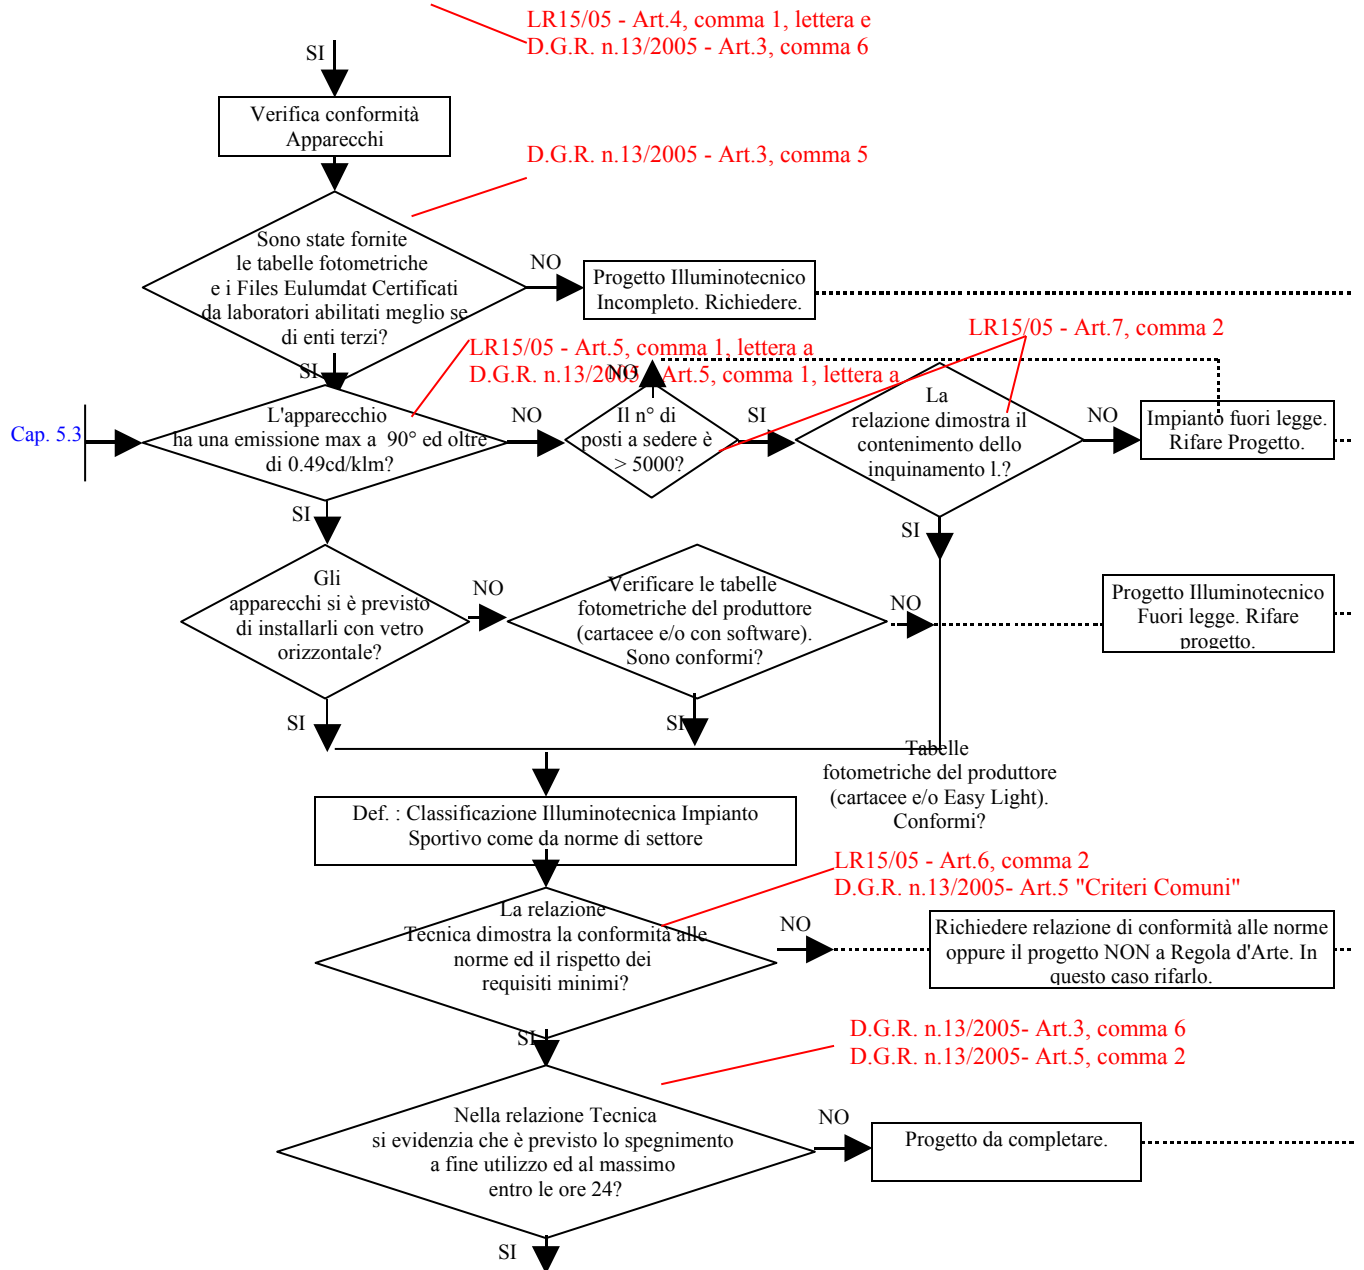 LR15/05 - Art.4, comma 1, lettera e
D.G.R. n.13/2005 - Art.3, comma 6
SI
Verifica conformità
Apparecchi
D.G.R. n.13/2005 - Art.3, comma 5
Sono state fornite
le tabelle fotometriche
e i Files Eulumdat Certificati
da laboratori abilitati meglio se
di enti terzi?
NO
Progetto Illuminotecnico
Incompleto. Richiedere.
LR15/05 - Art.7, comma 2
SI
LR15/05 - Art.5, comma 1, lettera a
D.G.R. n.13/2005 - Art.5, comma 1, lettera a
NO
Cap. 5.3
L'apparecchio
ha una emissione max a 90° ed oltre
di 0.49cd/klm?
NO
Il n° di
posti a sedere è
> 5000?
SI
La
relazione dimostra il
contenimento dello
inquinamento l.?
NO
Impianto fuori legge.
Rifare Progetto.
SI
SI
Gli
apparecchi si è previsto
di installarli con vetro
orizzontale?
NO
Verificare le tabelle
fotometriche del produttore
(cartacee e/o con software).
Sono conformi?
NO
Progetto Illuminotecnico
Fuori legge. Rifare
progetto.
SI
SI
Tabelle
fotometriche del produttore
(cartacee e/o Easy Light).
Conformi?
Def. : Classificazione Illuminotecnica Impianto
Sportivo come da norme di settore
LR15/05 - Art.6, comma 2
D.G.R. n.13/2005- Art.5 "Criteri Comuni"
La relazione
Tecnica dimostra la conformità alle
norme ed il rispetto dei
requisiti minimi?
NO
Richiedere relazione di conformità alle norme
oppure il progetto NON a Regola d'Arte. In
questo caso rifarlo.
SI
D.G.R. n.13/2005- Art.3, comma 6
D.G.R. n.13/2005- Art.5, comma 2
Nella relazione Tecnica
si evidenzia che è previsto lo spegnimento
a fine utilizzo ed al massimo
entro le ore 24?
NO
Progetto da completare.
SI